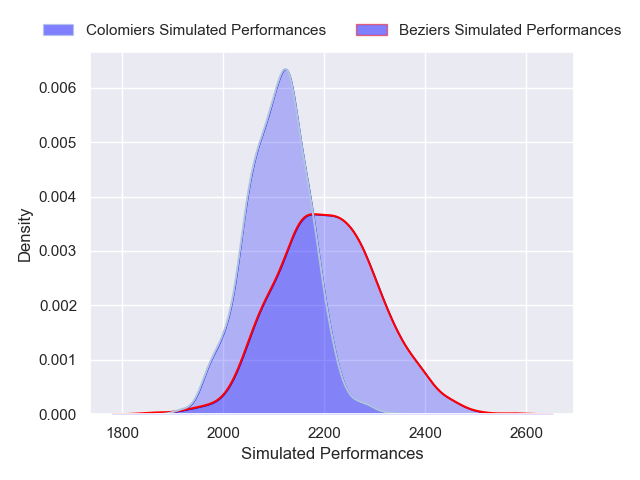 Colomiers Simulated Performances Beziers Simulated Performances
0.006
0.005
0.004
0.003
0.002
0.001
0.000
Density
1800 2000 2200 2400 2600
Simulated Performances